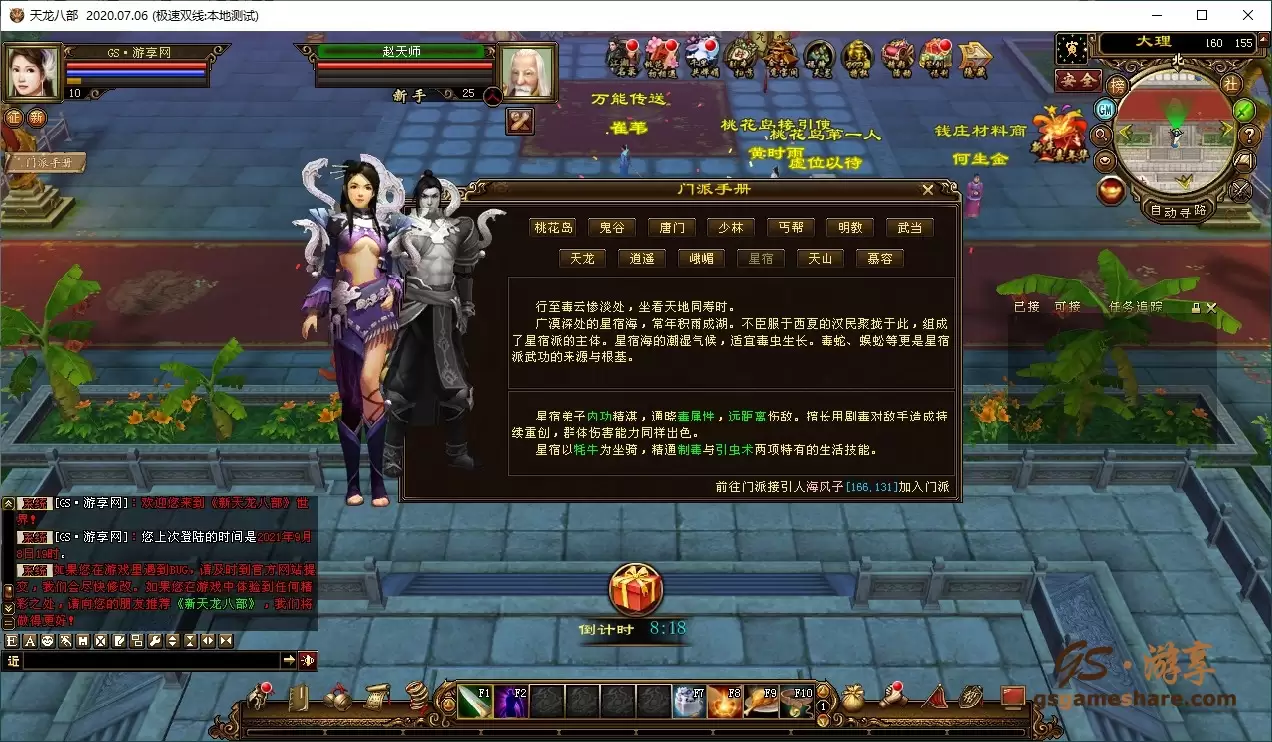 天龙八部 2020.07.06 (极速双线:本地测试)
GS·游享网
10
赵天师
新手 25
大理 160 155
北
安全
榜
社
GM
自动寻路
征 新
门派手册
万能传送
崔苇
桃花岛接引使
桃花岛第一人
黄时雨
虚位以待
钱庄材料商
何生金
门派手册
桃花岛 鬼谷 唐门 少林 丐帮 明教 武当
天龙 逍遥 峨嵋 星宿 天山 慕容
行至毒云惨淡处，坐看天地同寿时。
广漠深处的星宿海，常年积雨成湖。不臣服于西夏的汉民聚拢于此，组成
了星宿派的主体。星宿海的潮湿气候，适宜毒虫生长。毒蛇、蜈蚣等更是星宿
派武功的来源与根基。
星宿弟子内功精湛，通晓毒属性，远距离伤敌。擅长用剧毒对敌手造成持
续重创，群体伤害能力同样出色。
星宿以牦牛为坐骑，精通制毒与引虫术两项特有的生活技能。
前往门派接引人海风子[166,131]加入门派
已接 可接 任务追踪
系统 [GS·游享网]：欢迎您来到《新天龙八部》世
界！
系统 [GS·游享网]：您上次登陆的时间是2021年9月
8日19时。
系统 如果您在游戏里遇到BUG，请及时到官方网站提
交，我们会尽快修改。如果您在游戏中体验到任何精
彩之处，请向您的朋友推荐《新天龙八部》，我们将
做得更好！
近
倒计时 8:18
F1 F2 F7 F8 F9 F10
1
GS·游享
gsgameshare.com